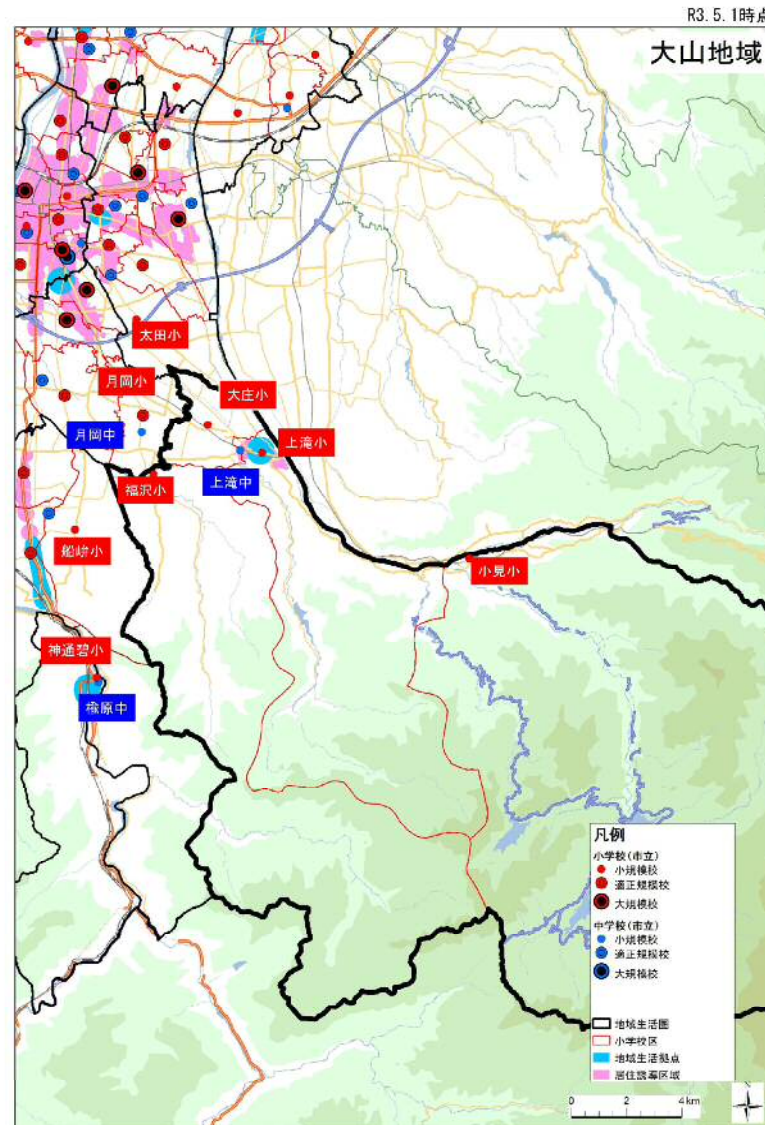 R3.5.1時点
大山地域
太田小
月岡小
大庄小
月岡中
上滝小
上滝中
福沢小
船峅小
小見小
神通碧小
楡原中
凡例
小学校(市立)
小規模校
適正規模校
大規模校
中学校(市立)
小規模校
適正規模校
大規模校
地域生活圏
小学校区
地域生活拠点
居住誘導区域
0 2 4 km